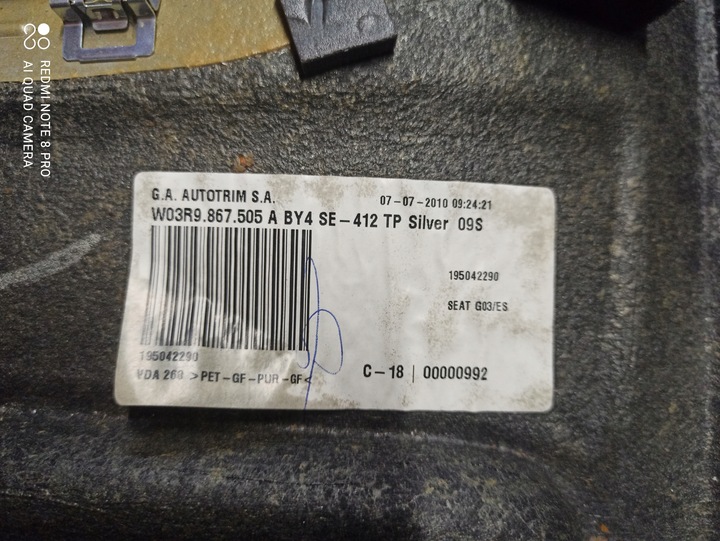 G.A. AUTOTRIM S.A. 07-07-2010 09:24:21
W03R9.867.505 A BY4 SE-412 TP Silver 09S
195042290
SEAT G03/ES
195042290
VDA 260 >PET-GF-PUR-GF<
C-18 | 00000992
REDMI NOTE 8 PRO
AI QUAD CAMERA